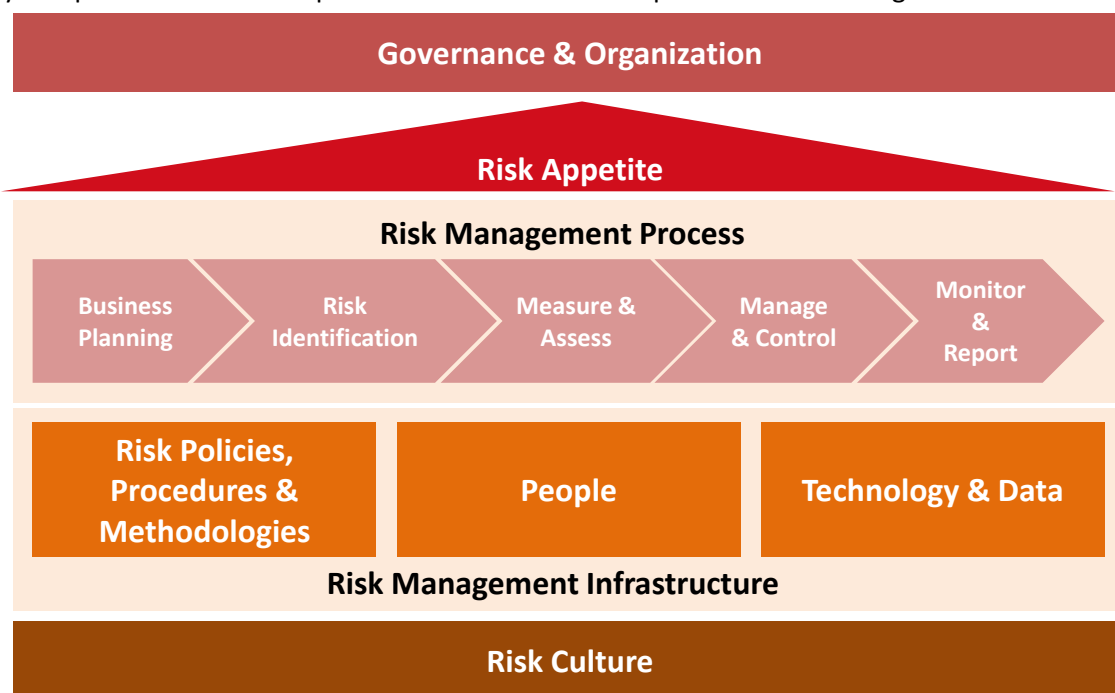 Governance & Organization
Risk Appetite
Risk Management Process
Business
Planning
Risk
Identification
Measure &
Assess
Manage
& Control
Monitor
&
Report
Risk Policies,
Procedures &
Methodologies
People
Technology & Data
Risk Management Infrastructure
Risk Culture